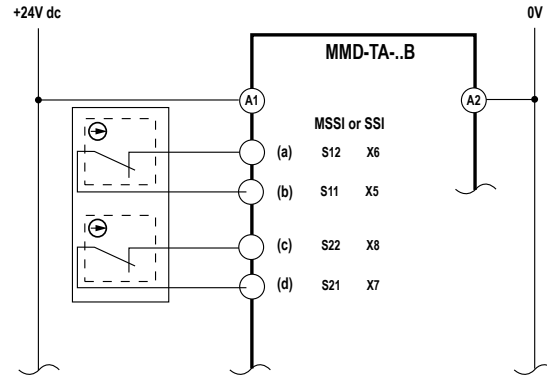 +24V dc 0V
MMD-TA-..B
A1 A2
MSSI or SSI
(a) S12 X6
(b) S11 X5
(c) S22 X8
(d) S21 X7